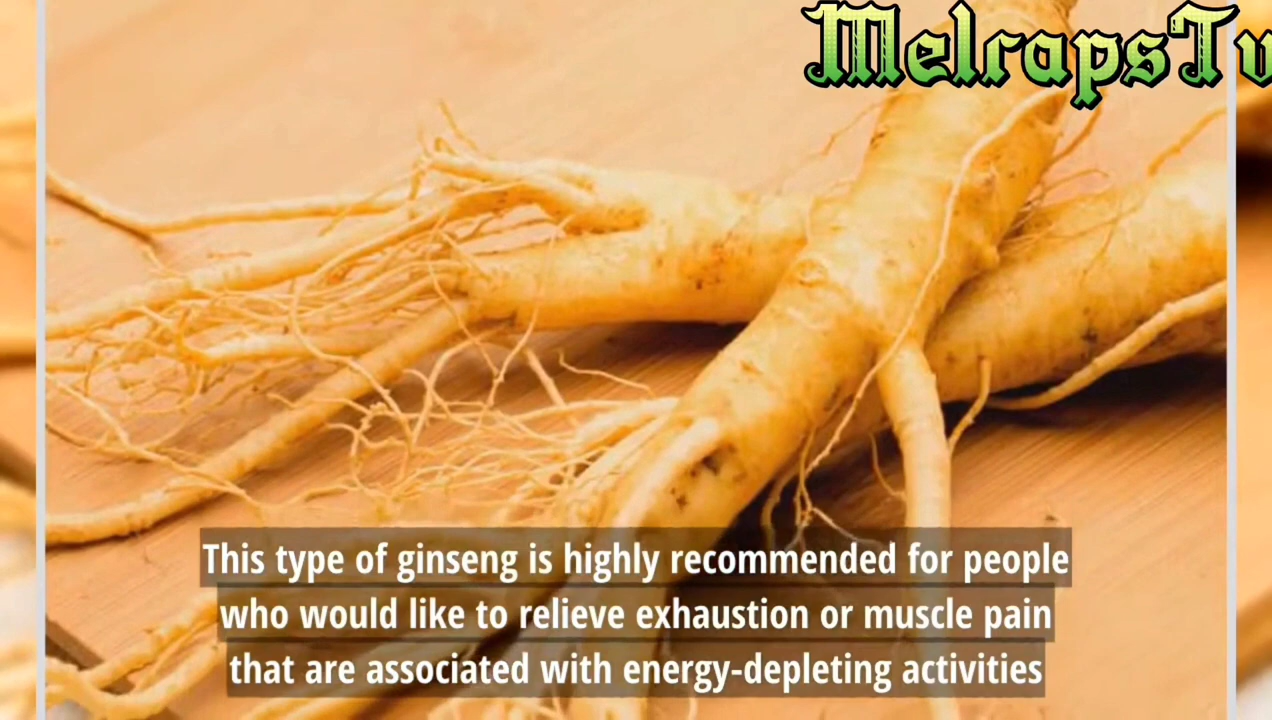 MelrapsTv
This type of ginseng is highly recommended for people
who would like to relieve exhaustion or muscle pain
that are associated with energy-depleting activities